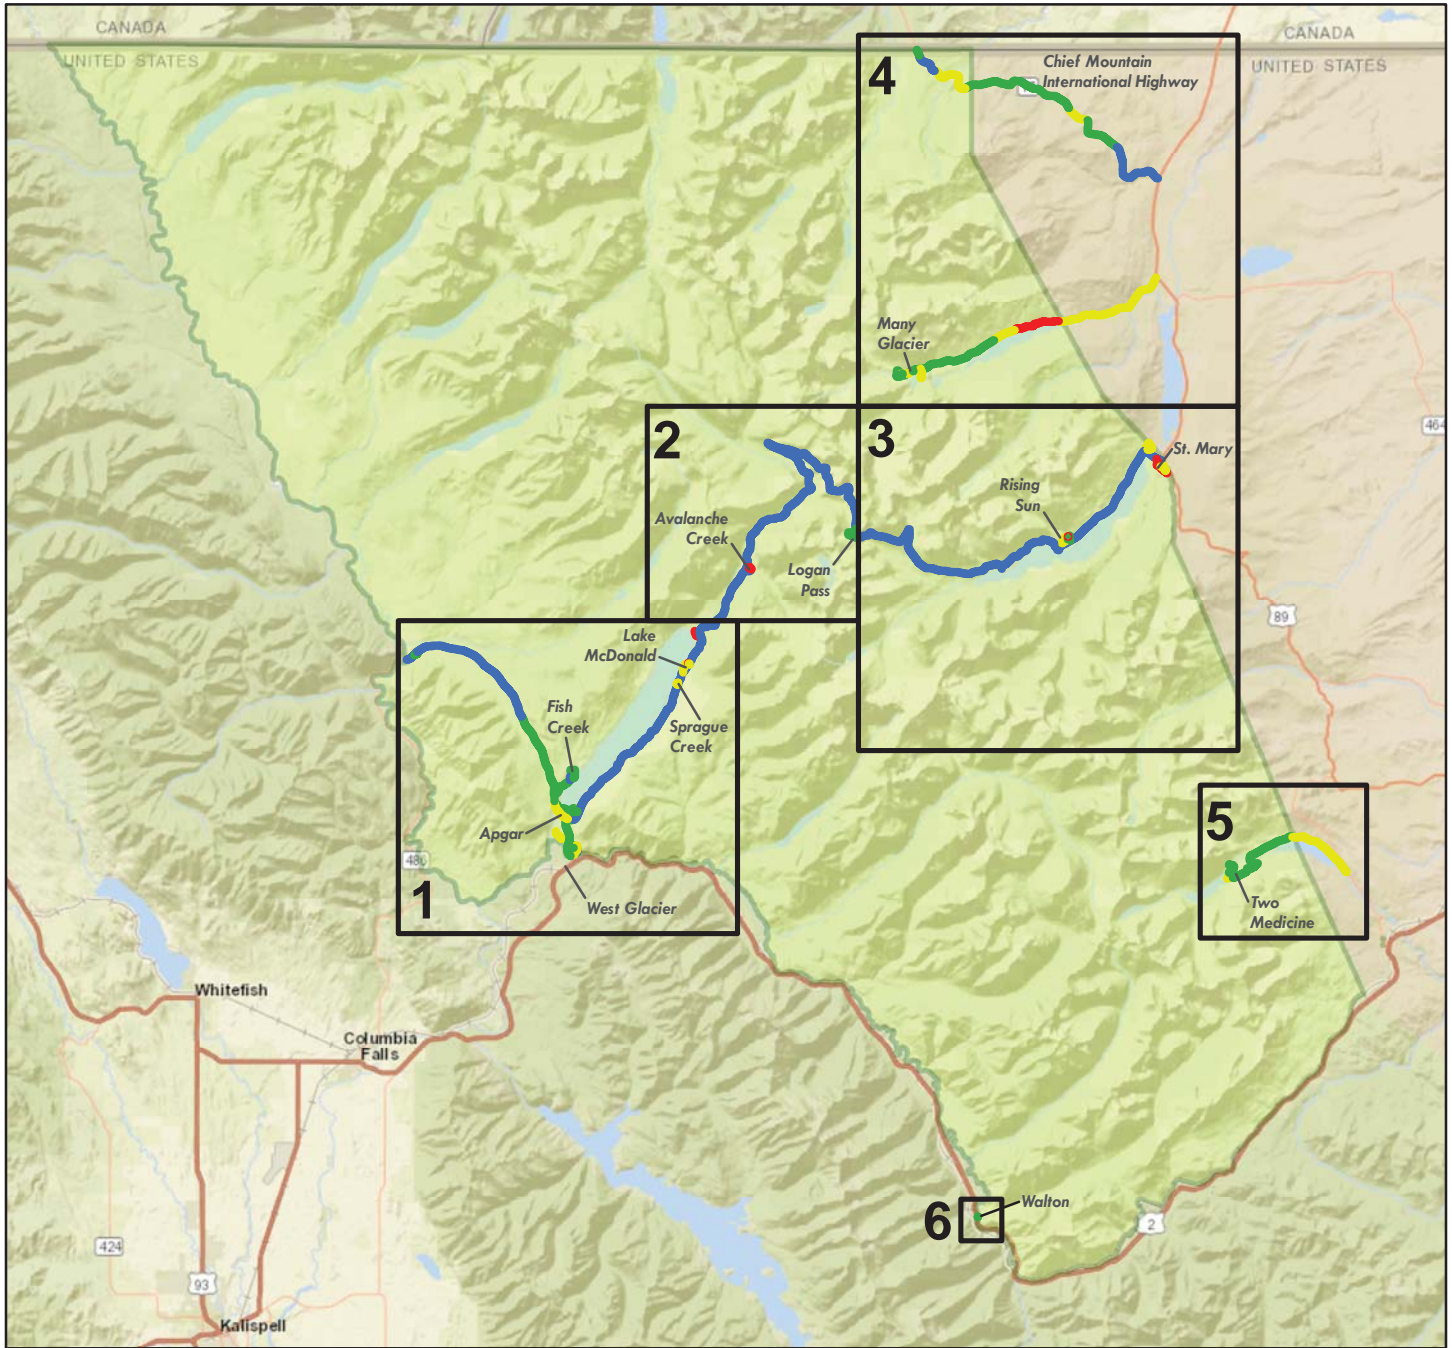 CANADA
UNITED STATES
CANADA
UNITED STATES
4
Chief Mountain
International Highway
Many
Glacier
2
3
464
St. Mary
Rising
Sun
Avalanche
Creek
Logan
Pass
89
Lake
McDonald
Fish
Creek
Sprague
Creek
5
Apgar
486
1
West Glacier
Two
Medicine
Whitefish
Columbia
Falls
6
Walton
2
424
93
Kalispell